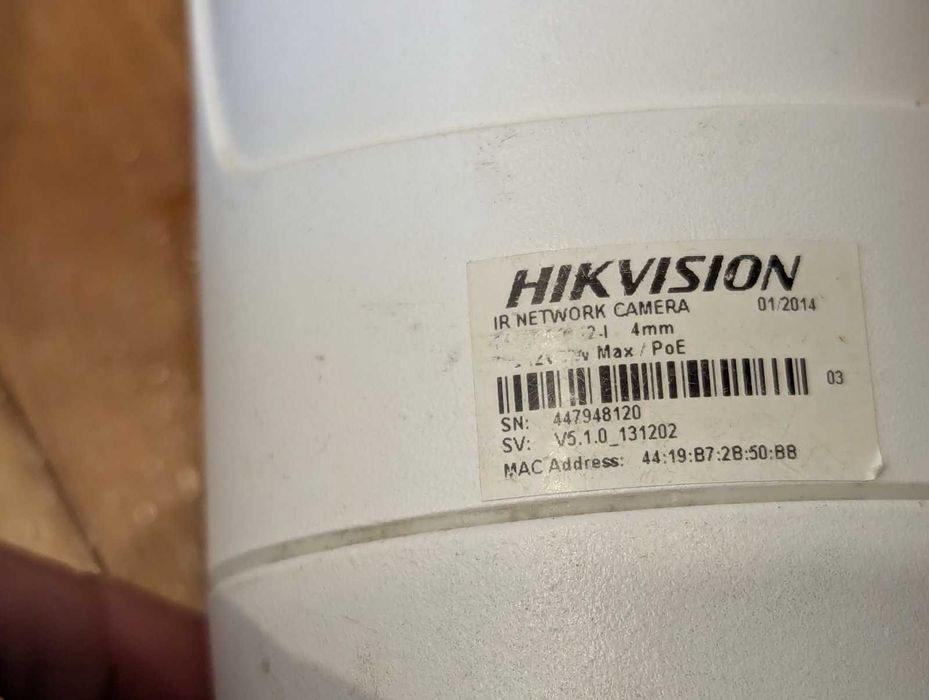 HIKVISION
IR NETWORK CAMERA 01/2014
4mm
Max / PoE
03
SN: 447948120
SV: V5.1.0_131202
MAC Address: 44:19:B7:2B:50:BB